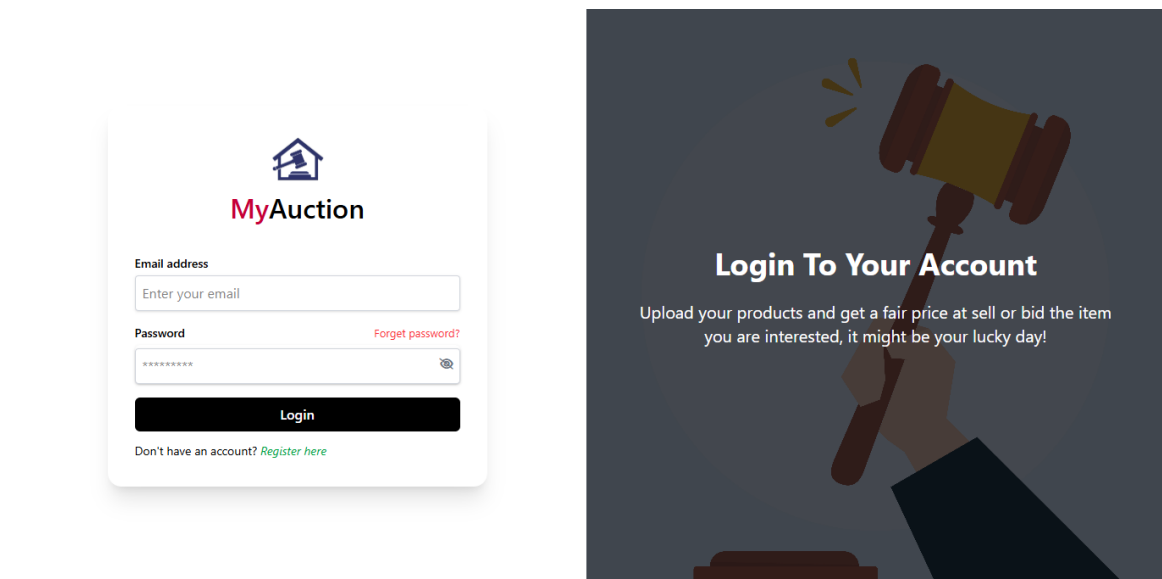 MyAuction
Email address
Enter your email
Password Forget password?
*********
Login
Don't have an account? Register here
Login To Your Account
Upload your products and get a fair price at sell or bid the item
you are interested, it might be your lucky day!